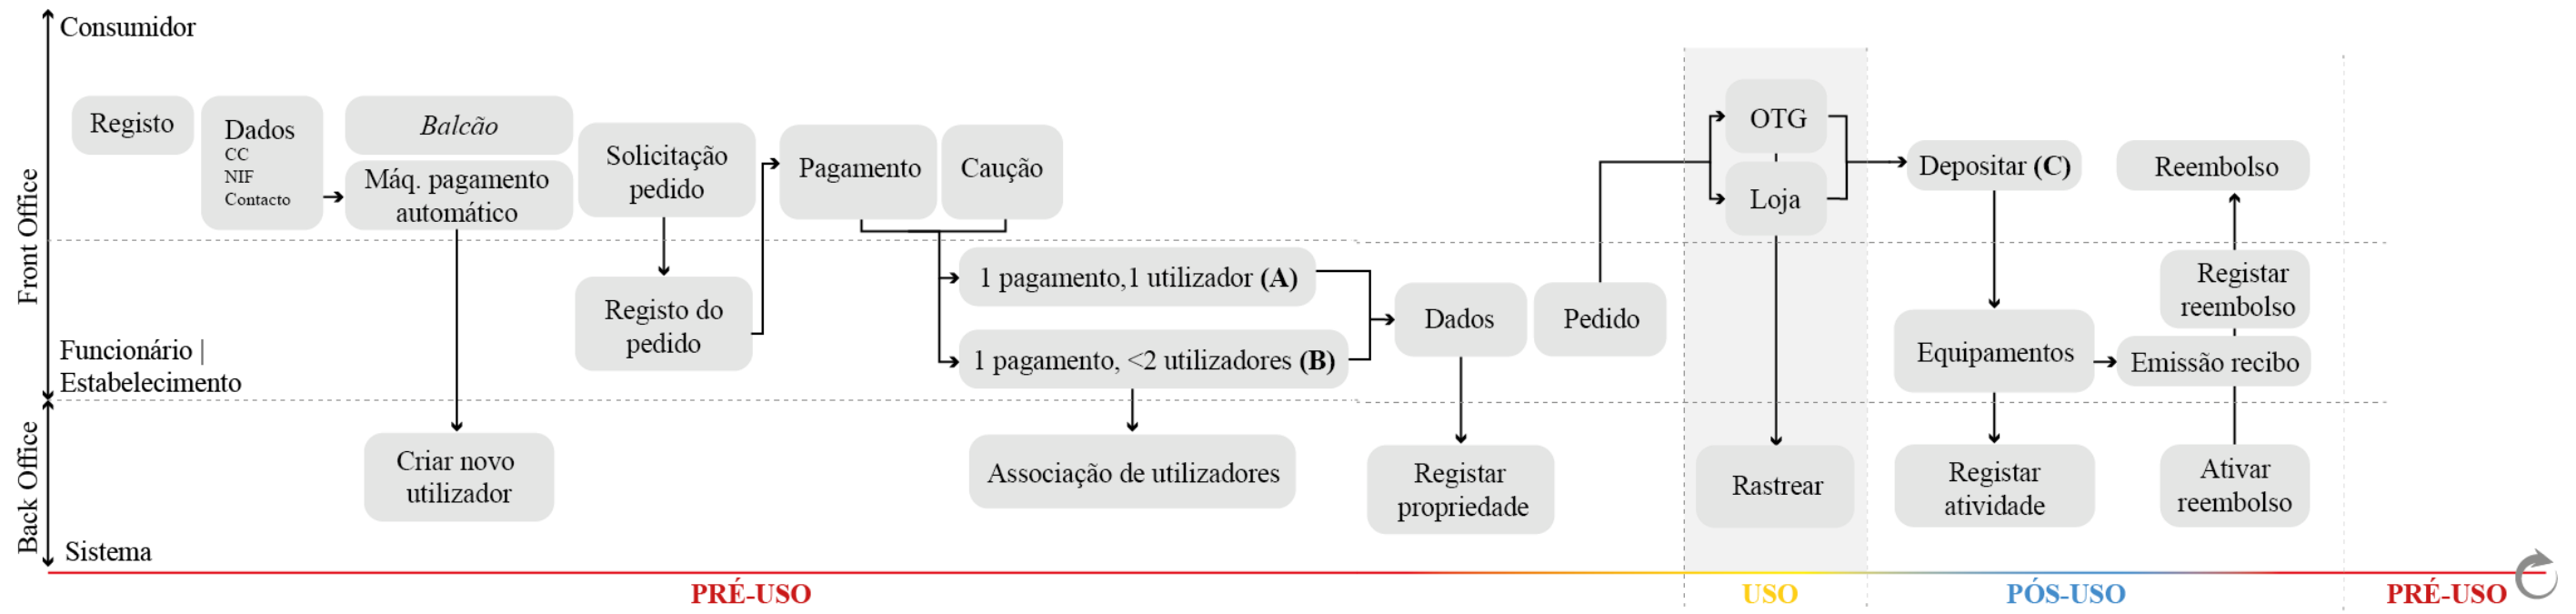 Consumidor
Front Office
Funcionário |
Estabelecimento
Back Office
Sistema
Registo
Dados
CC
NIF
Contacto
Balcão
Máq. pagamento
automático
Criar novo
utilizador
Solicitação
pedido
Registo do
pedido
Pagamento
Caução
1 pagamento,1 utilizador (A)
1 pagamento, <2 utilizadores (B)
Associação de utilizadores
Dados
Pedido
Registar
propriedade
OTG
Loja
Rastrear
Depositar (C)
Equipamentos
Registar
atividade
Reembolso
Registar
reembolso
Emissão recibo
Ativar
reembolso
PRÉ-USO
USO
PÓS-USO
PRÉ-USO